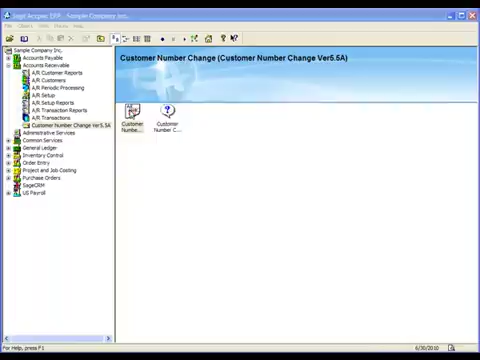 Sage Accpac ERP - Sample Company Inc.
Customer Number Change (Customer Number Change Ver5.5A)
Sample Company Inc.
Accounts Payable
Accounts Receivable
A/R Customer Reports
A/R Customers
A/R Periodic Processing
A/R Setup
A/R Setup Reports
A/R Transaction Reports
A/R Transactions
Customer Number Change Ver5.5A
Administrative Services
Common Services
General Ledger
Inventory Control
Order Entry
Project and Job Costing
Purchase Orders
SageCRM
US Payroll
Customer Numbe...
Customer Number C...
For Help, press F1
6/30/2010